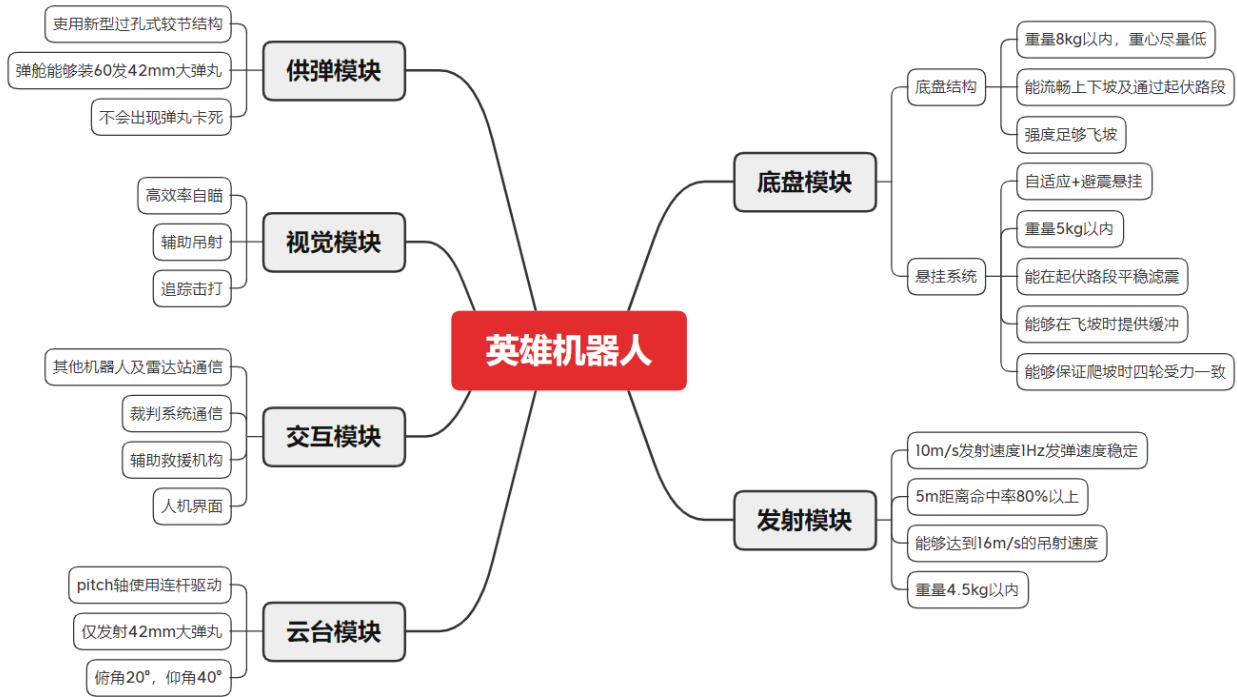 英雄机器人
供弹模块
吏用新型过孔式较节结构
弹舱能够装60发42mm大弹丸
不会出现弹丸卡死
视觉模块
高效率自瞄
辅助吊射
追踪击打
交互模块
其他机器人及雷达站通信
裁判系统通信
辅助救援机构
人机界面
云台模块
pitch轴使用连杆驱动
仅发射42mm大弹丸
俯角20°，仰角40°
底盘模块
底盘结构
重量8kg以内，重心尽量低
能流畅上下坡及通过起伏路段
强度足够飞坡
悬挂系统
自适应+避震悬挂
重量5kg以内
能在起伏路段平稳滤震
能够在飞坡时提供缓冲
能够保证爬坡时四轮受力一致
发射模块
10m/s发射速度1Hz发弹速度稳定
5m距离命中率80%以上
能够达到16m/s的吊射速度
重量4.5kg以内